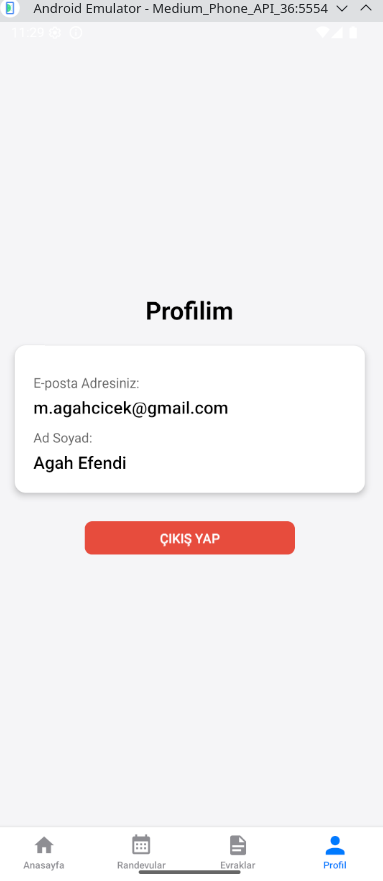 Android Emulator - Medium_Phone_API_36:5554
11:29
Profilim
E-posta Adresiniz:
m.agahcicek@gmail.com
Ad Soyad:
Agah Efendi
ÇIKIŞ YAP
Anasayfa
Randevular
Evraklar
Profil